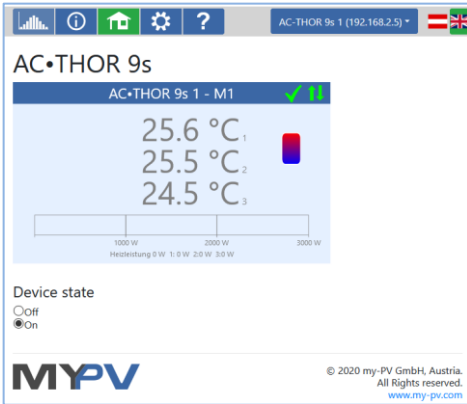 ?
AC-THOR 9s 1 (192.168.2.5)
AC•THOR 9s
AC•THOR 9s 1 - M1
25.6 °C 1
25.5 °C 2
24.5 °C 3
1000 W 2000 W 3000 W
Heizleistung 0 W 1: 0 W 2:0 W 3:0 W
Device state
Off
On
MYPV
© 2020 my-PV GmbH, Austria.
All Rights reserved.
www.my-pv.com